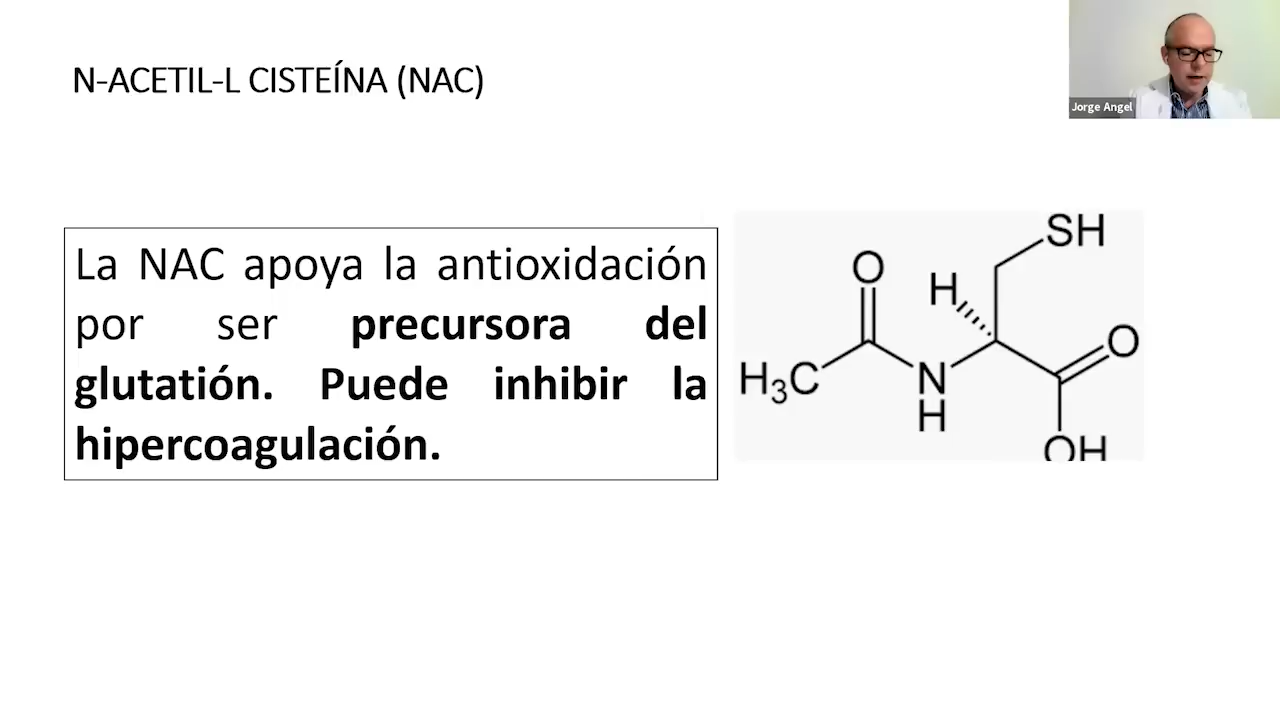 N-ACETIL-L CISTEÍNA (NAC)
Jorge Angel
La NAC apoya la antioxidación
por ser precursora del
glutatión. Puede inhibir la
hipercoagulación.
SH
O
H
O
H₃C
N
H
OH